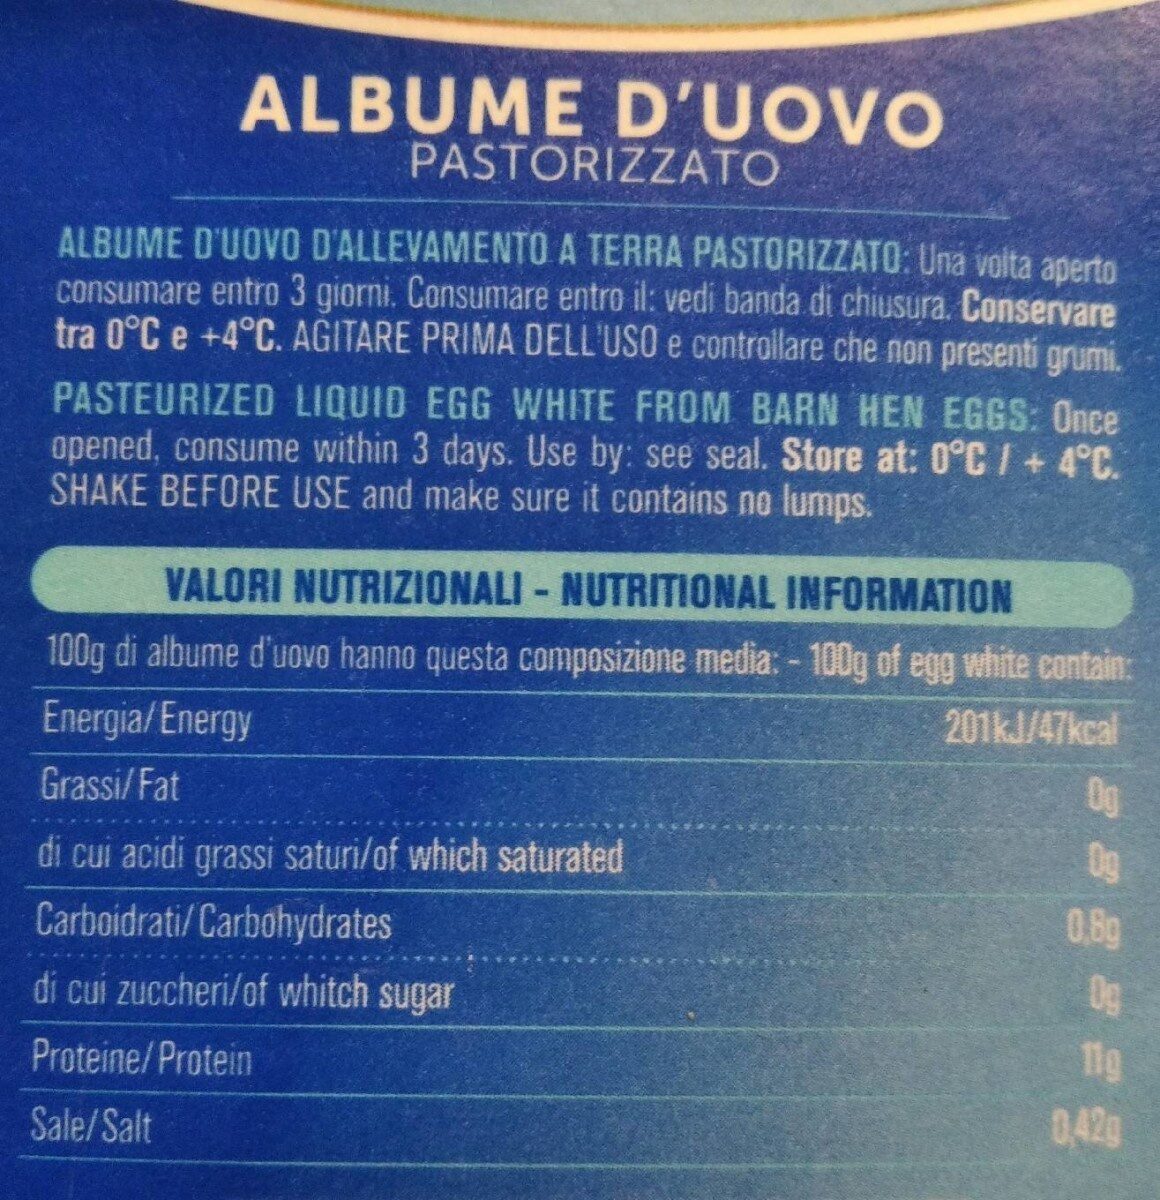 ALBUME D'UOVO
PASTORIZZATO
ALBUME D'UOVO D'ALLEVAMENTO A TERRA PASTORIZZATO: Una volta aperto
consumare entro 3 giorni. Consumare entro il: vedi banda di chiusura. Conservare
tra 0°C e +4°C. AGITARE PRIMA DELL'USO e controllare che non presenti grumi.
PASTEURIZED LIQUID EGG WHITE FROM BARN HEN EGGS: Once
opened, consume within 3 days. Use by: see seal. Store at: 0°C / + 4°C.
SHAKE BEFORE USE and make sure it contains no lumps.
VALORI NUTRIZIONALI - NUTRITIONAL INFORMATION
100g di albume d'uovo hanno questa composizione media: - 100g of egg white contain:
Energia/Energy 201kJ/47kcal
Grassi/Fat 0g
di cui acidi grassi saturi/of which saturated 0g
Carboidrati/Carbohydrates 0,8g
di cui zuccheri/of whitch sugar 0g
Proteine/Protein 11g
Sale/Salt 0,42g